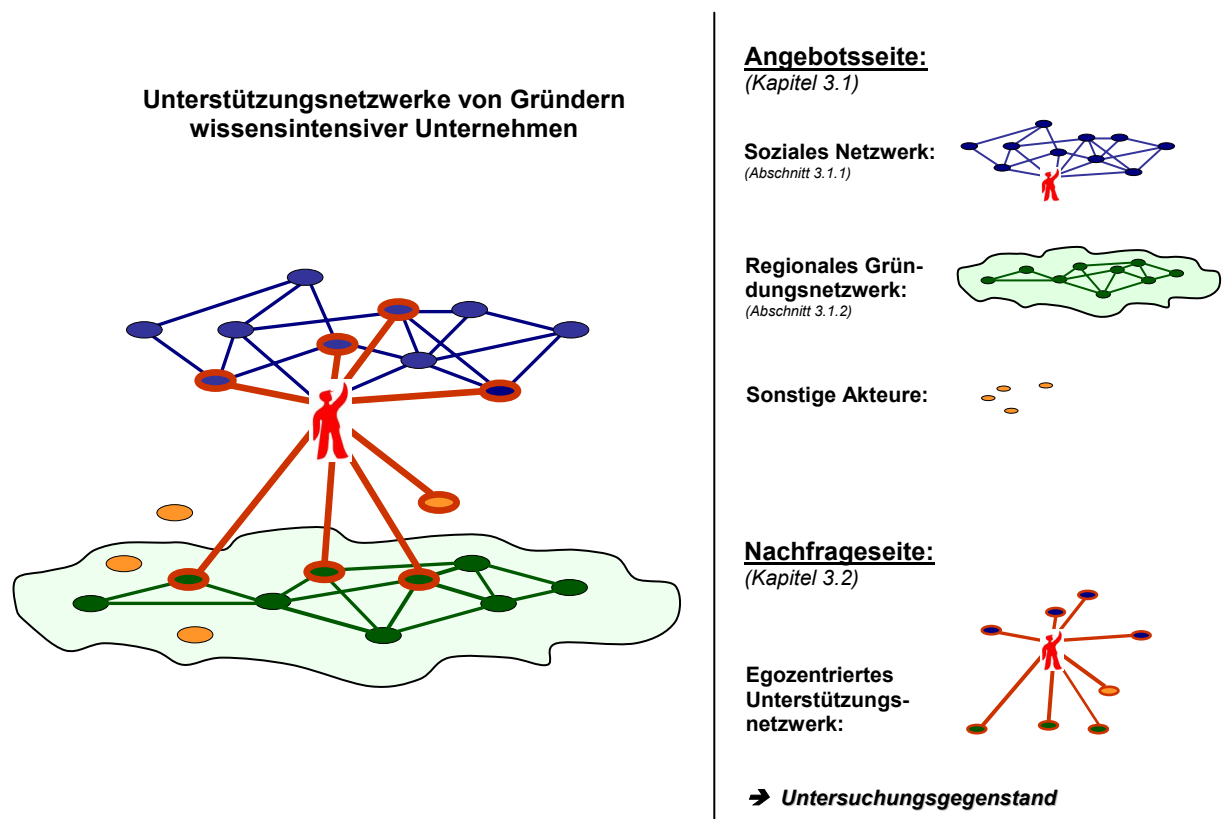 Unterstützungsnetzwerke von Gründern
wissensintensiver Unternehmen
Angebotsseite:
(Kapitel 3.1)
Soziales Netzwerk:
(Abschnitt 3.1.1)
Regionales Grün-
dungsnetzwerk:
(Abschnitt 3.1.2)
Sonstige Akteure:
Nachfrageseite:
(Kapitel 3.2)
Egozentriertes
Unterstützungs-
netzwerk:
➔ Untersuchungsgegenstand